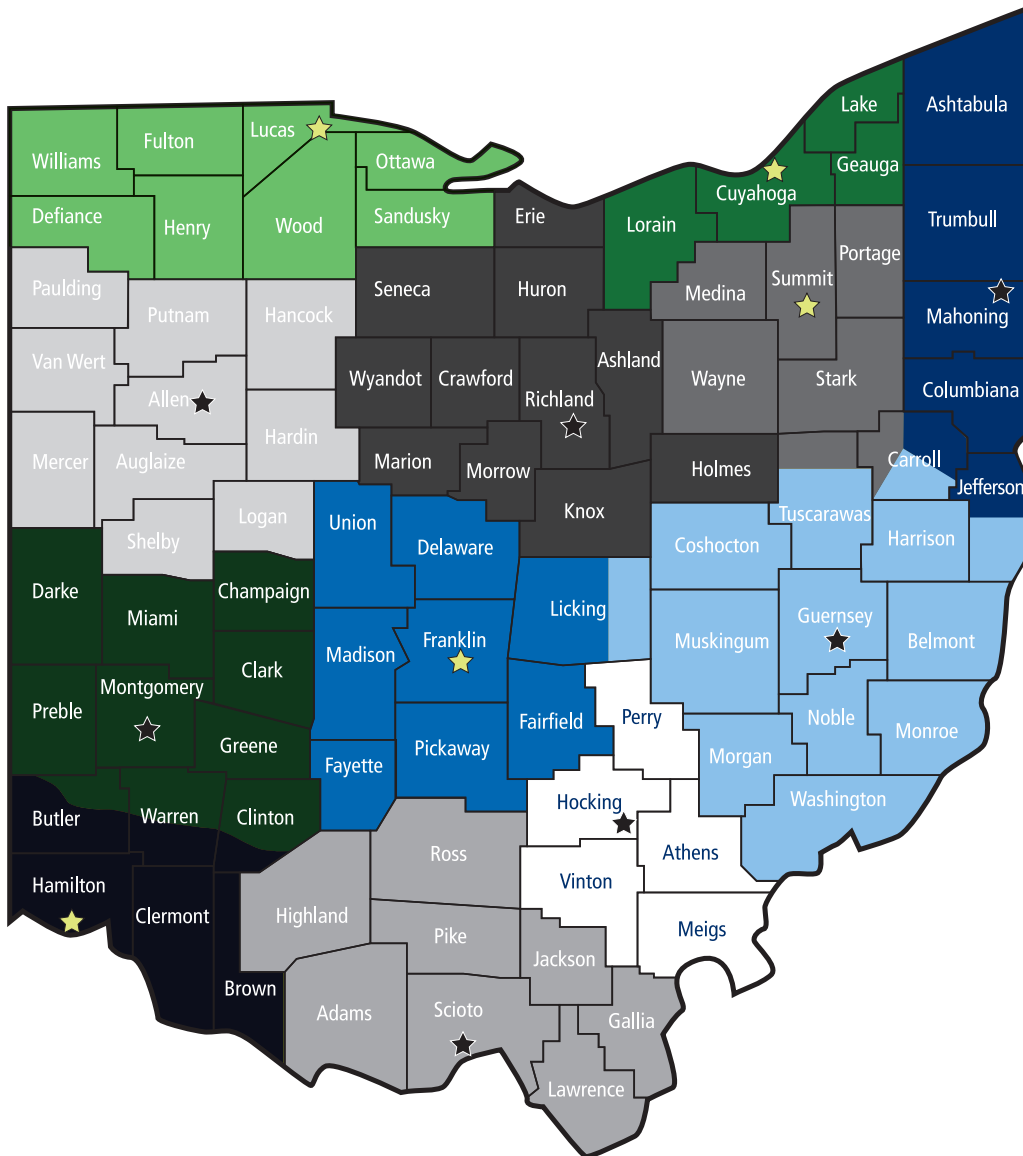 Lake
Ashtabula
Lucas
Fulton
Williams
Ottawa
Geauga
Cuyahoga
Defiance
Henry
Wood
Sandusky
Erie
Lorain
Trumbull
Portage
Paulding
Seneca
Huron
Medina
Summit
Putnam
Hancock
Mahoning
Van Wert
Ashland
Wyandot
Crawford
Wayne
Stark
Columbiana
Allen
Richland
Hardin
Mercer
Auglaize
Marion
Morrow
Holmes
Carroll
Jefferson
Knox
Logan
Union
Tuscarawas
Shelby
Delaware
Coshocton
Harrison
Darke
Champaign
Miami
Licking
Guernsey
Franklin
Muskingum
Belmont
Madison
Clark
Montgomery
Preble
Fairfield
Perry
Noble
Monroe
Greene
Pickaway
Morgan
Fayette
Hocking
Washington
Butler
Warren
Clinton
Ross
Athens
Hamilton
Vinton
Clermont
Highland
Pike
Meigs
Jackson
Brown
Adams
Scioto
Gallia
Lawrence